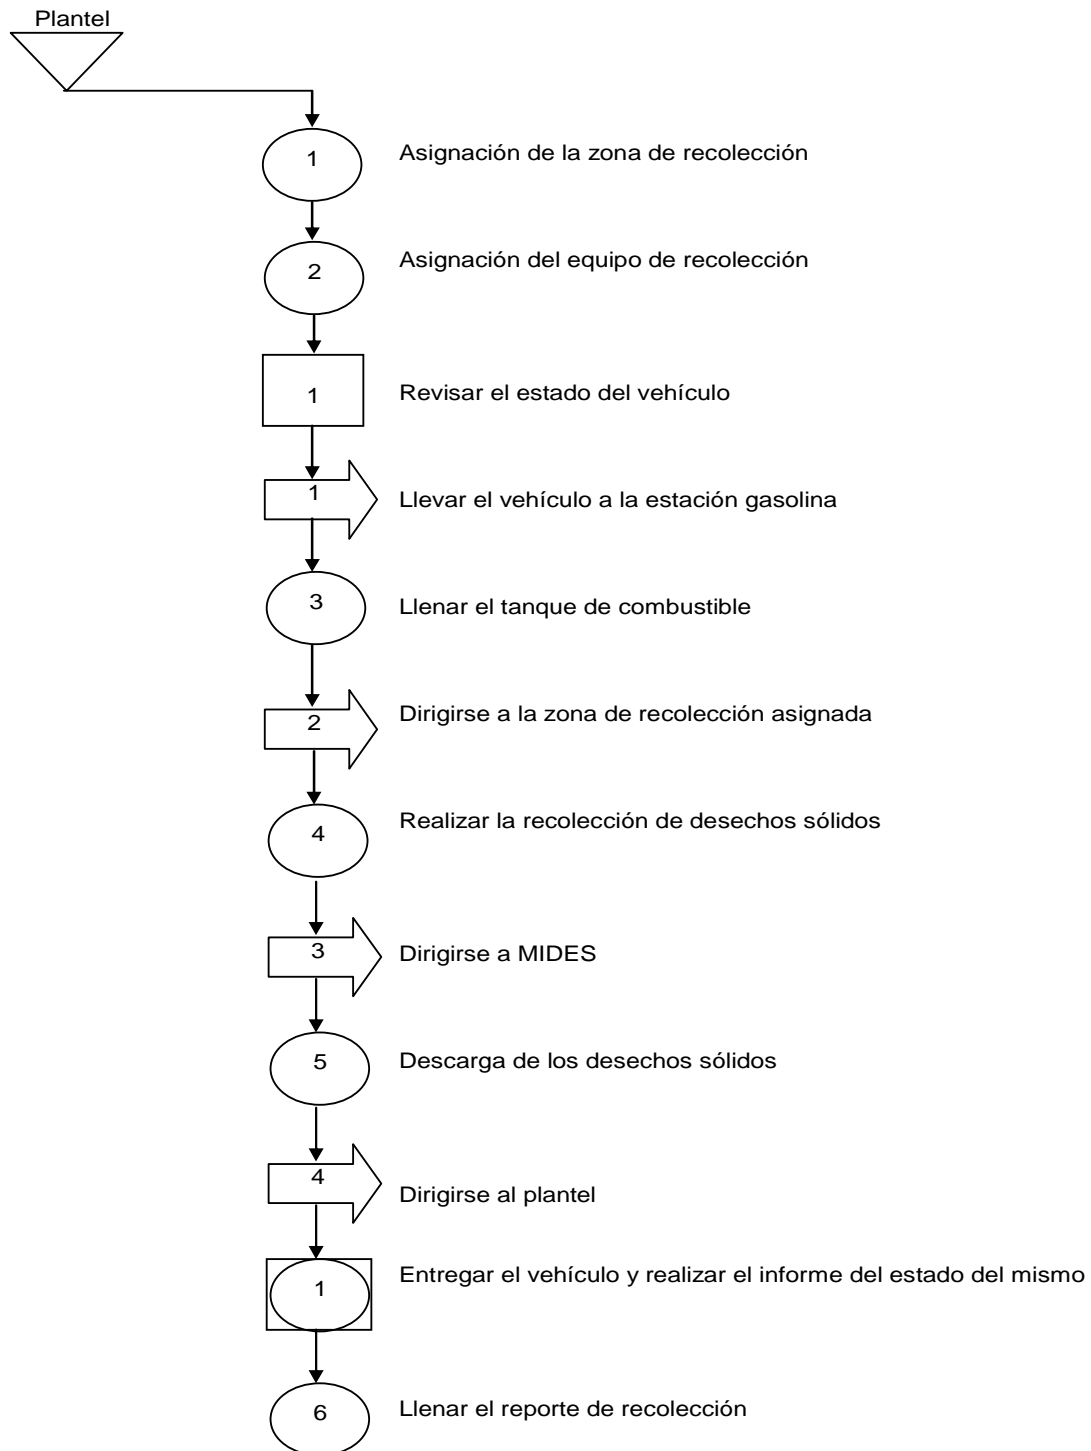 Plantel
1
Asignación de la zona de recolección
2
Asignación del equipo de recolección
1
Revisar el estado del vehículo
1
Llevar el vehículo a la estación gasolina
3
Llenar el tanque de combustible
2
Dirigirse a la zona de recolección asignada
4
Realizar la recolección de desechos sólidos
3
Dirigirse a MIDES
5
Descarga de los desechos sólidos
4
Dirigirse al plantel
1
Entregar el vehículo y realizar el informe del estado del mismo
6
Llenar el reporte de recolección